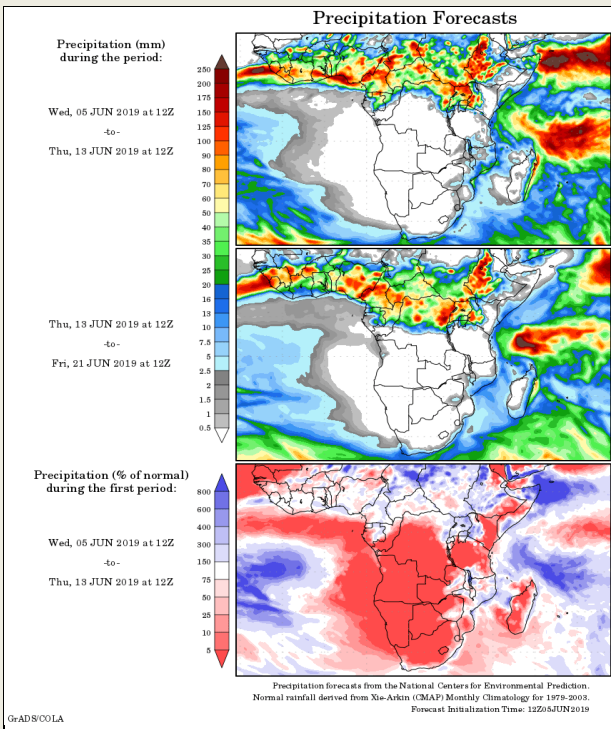 Precipitation Forecasts
Precipitation (mm)
during the period:
Wed, 05 JUN 2019 at 12Z
-to-
Thu, 13 JUN 2019 at 12Z
250
200
175
150
125
100
90
80
70
60
50
40
35
30
25
20
16
13
10
7.5
5
2.5
2
1.5
1
0.5
Thu, 13 JUN 2019 at 12Z
-to-
Fri, 21 JUN 2019 at 12Z
Precipitation (% of normal)
during the first period:
Wed, 05 JUN 2019 at 12Z
-to-
Thu, 13 JUN 2019 at 12Z
800
600
400
300
150
75
50
25
10
5
Precipitation forecasts from the National Centers for Environmental Prediction.
Normal rainfall derived from Xie-Arkin (CMAP) Monthly Climatology for 1979-2003.
Forecast Initialization Time: 12Z05JUN2019
GrADS/COLA